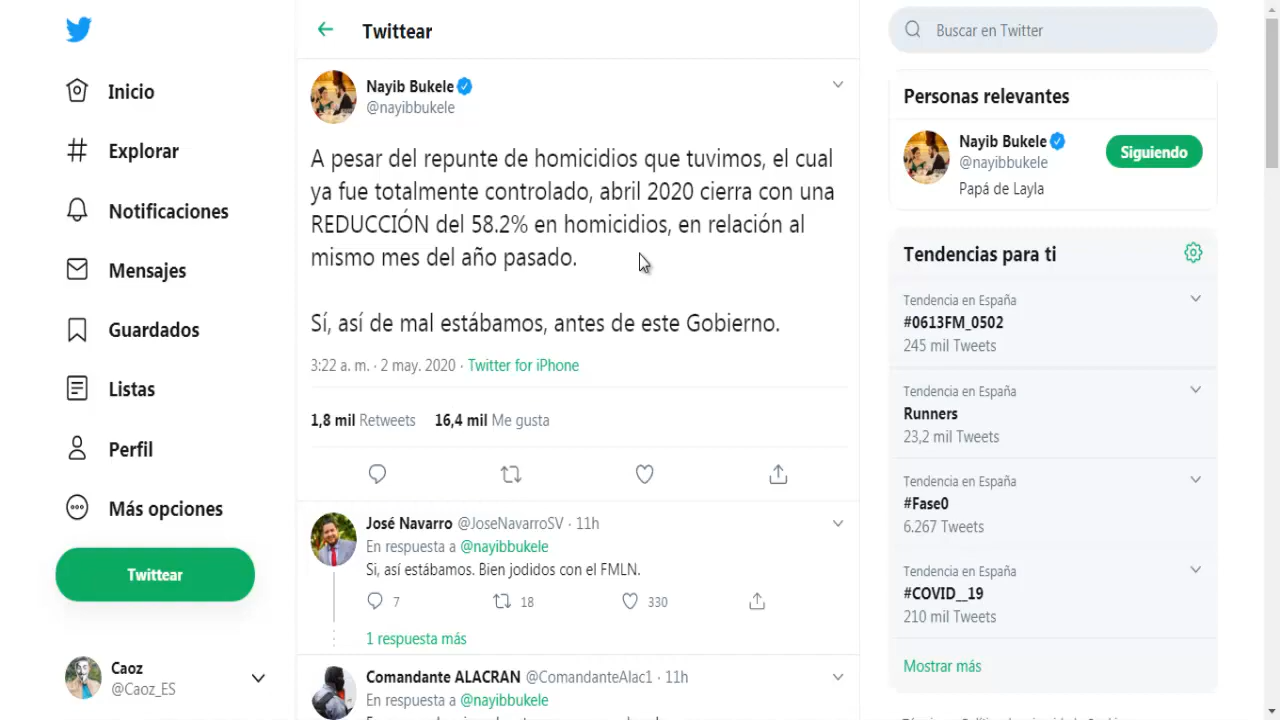 Inicio
Explorar
Notificaciones
Mensajes
Guardados
Listas
Perfil
Más opciones
Twittear
Caoz
@Caoz_ES
Twittear
Nayib Bukele
@nayibbukele
A pesar del repunte de homicidios que tuvimos, el cual
ya fue totalmente controlado, abril 2020 cierra con una
REDUCCIÓN del 58.2% en homicidios, en relación al
mismo mes del año pasado.
Sí, así de mal estábamos, antes de este Gobierno.
3:22 a. m. · 2 may. 2020 · Twitter for iPhone
1,8 mil Retweets 16,4 mil Me gusta
José Navarro @JoseNavarroSV · 11h
En respuesta a @nayibbukele
Si, así estábamos. Bien jodidos con el FMLN.
7 18 330
1 respuesta más
Comandante ALACRAN @ComandanteAlac1 · 11h
En respuesta a @nayibbukele
Buscar en Twitter
Personas relevantes
Nayib Bukele
@nayibbukele
Siguiendo
Papá de Layla
Tendencias para ti
Tendencia en España
#0613FM_0502
245 mil Tweets
Tendencia en España
Runners
23,2 mil Tweets
Tendencia en España
#Fase0
6.267 Tweets
Tendencia en España
#COVID__19
210 mil Tweets
Mostrar más